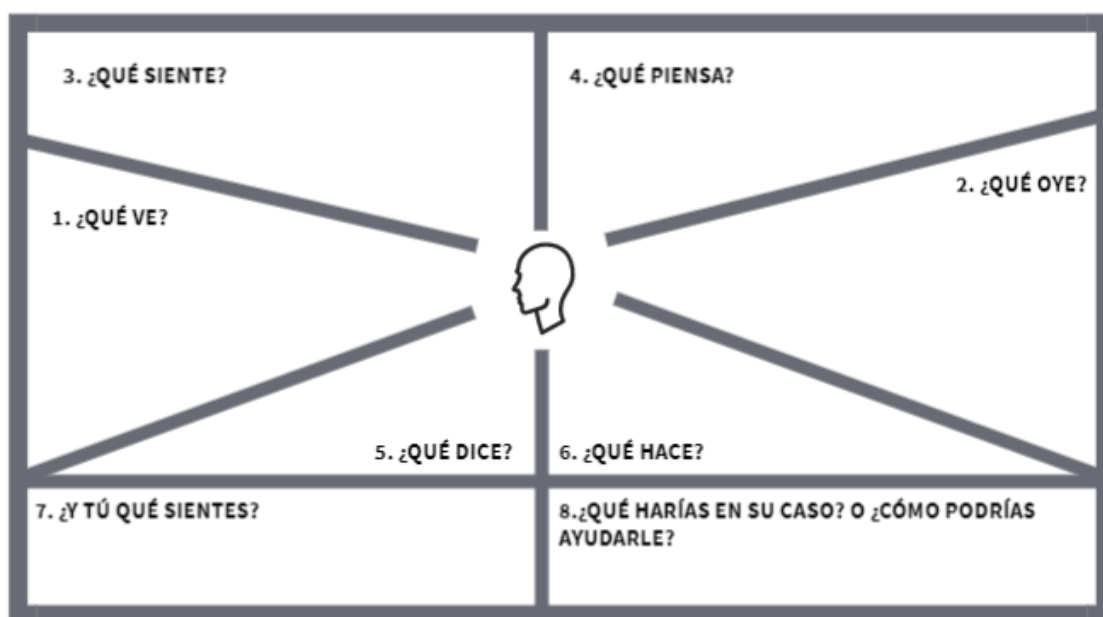 3. ¿QUÉ SIENTE?
4. ¿QUÉ PIENSA?
1. ¿QUÉ VE?
2. ¿QUÉ OYE?
5. ¿QUÉ DICE?
6. ¿QUÉ HACE?
7. ¿Y TÚ QUÉ SIENTES?
8.¿QUÉ HARÍAS EN SU CASO? O ¿CÓMO PODRÍAS
AYUDARLE?